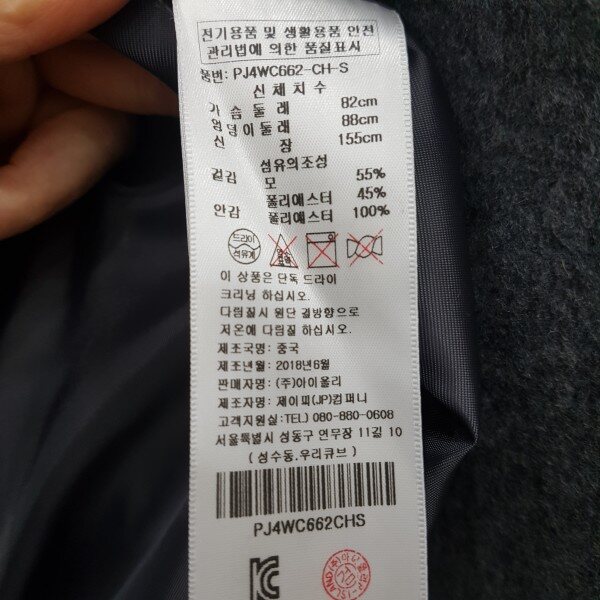 전기용품 및 생활용품 안전
관리법에 의한 품질표시
품번: PJ4WC662-CH-S
신체치수
가슴둘레 82cm
엉덩이둘레 88cm
신 장 155cm
섬유의조성
겉감 모 55%
폴리에스터 45%
안감 폴리에스터 100%
드라이
석유계
이 상품은 단독 드라이
크리닝 하십시오.
다림질시 원단 결방향으로
저온에 다림질 하십시오.
제조국명: 중국
제조년월: 2018년6월
판매자명: (주)아이올리
제조자명: 제이피(JP)컴퍼니
고객지원실:TEL) 080-880-0608
서울특별시 성동구 연무장 11길 10
(성수동,우리큐브)
PJ4WC662CHS